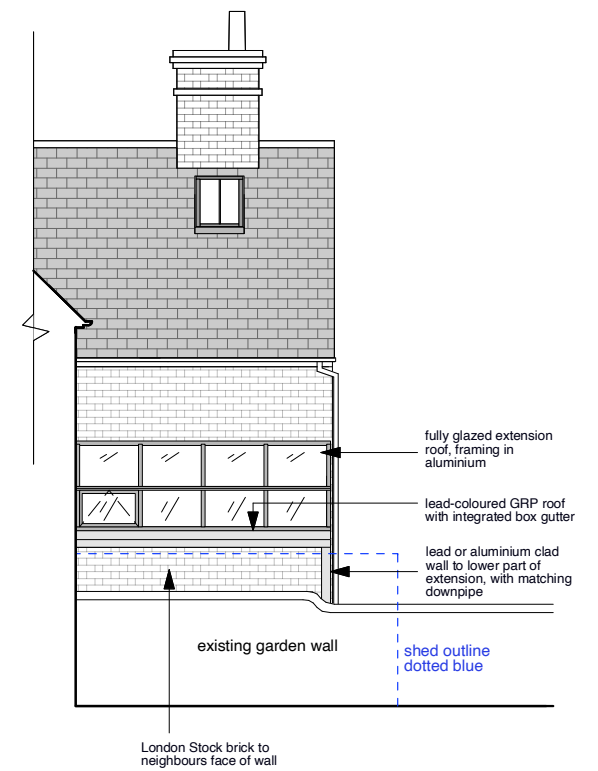 fully glazed extension
roof, framing in
aluminium
lead-coloured GRP roof
with integrated box gutter
lead or aluminium clad
wall to lower part of
extension, with matching
downpipe
existing garden wall
shed outline
dotted blue
London Stock brick to
neighbours face of wall